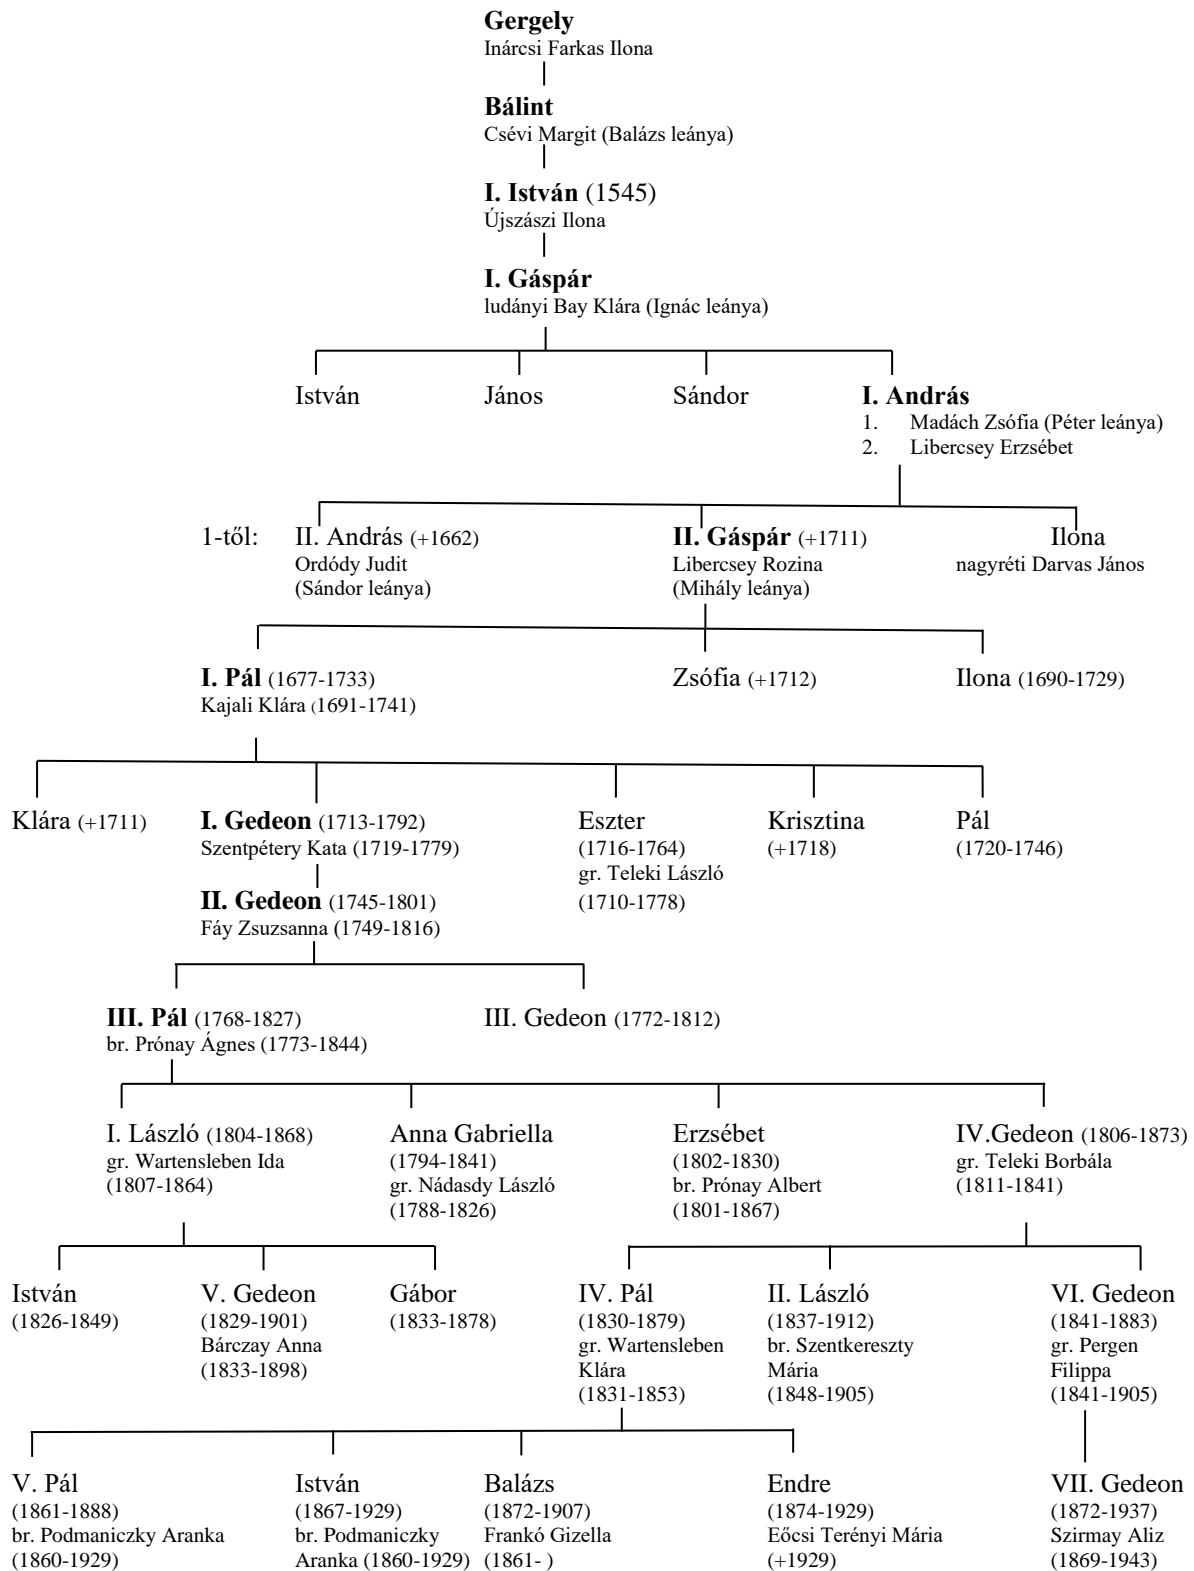 Gergely
Inárcsi Farkas Ilona
Bálint
Csévi Margit (Balázs leánya)
I. István (1545)
Újszászi Ilona
I. Gáspár
ludányi Bay Klára (Ignác leánya)
István János Sándor I. András
1. Madách Zsófia (Péter leánya)
2. Libercsey Erzsébet
1-től: II. András (+1662) II. Gáspár (+1711) Ilona
Ordódy Judit Libercsey Rozina nagyréti Darvas János
(Sándor leánya) (Mihály leánya)
I. Pál (1677-1733) Zsófia (+1712) Ilona (1690-1729)
Kajali Klára (1691-1741)
Klára (+1711) I. Gedeon (1713-1792) Eszter Krisztina Pál
Szentpétery Kata (1719-1779) (1716-1764) (+1718) (1720-1746)
gr. Teleki László
II. Gedeon (1745-1801) (1710-1778)
Fáy Zsuzsanna (1749-1816)
III. Pál (1768-1827) III. Gedeon (1772-1812)
br. Prónay Ágnes (1773-1844)
I. László (1804-1868) Anna Gabriella Erzsébet IV.Gedeon (1806-1873)
gr. Wartensleben Ida (1794-1841) (1802-1830) gr. Teleki Borbála
(1807-1864) gr. Nádasdy László br. Prónay Albert (1811-1841)
(1788-1826) (1801-1867)
István V. Gedeon Gábor IV. Pál II. László VI. Gedeon
(1826-1849) (1829-1901) (1833-1878) (1830-1879) (1837-1912) (1841-1883)
Bárczay Anna gr. Wartensleben br. Szentkereszty gr. Pergen
(1833-1898) Klára Mária Filippa
(1831-1853) (1848-1905) (1841-1905)
V. Pál István Balázs Endre VII. Gedeon
(1861-1888) (1867-1929) (1872-1907) (1874-1929) (1872-1937)
br. Podmaniczky Aranka br. Podmaniczky Frankó Gizella Eőcsi Terényi Mária Szirmay Aliz
(1860-1929) Aranka (1860-1929) (1861- ) (+1929) (1869-1943)